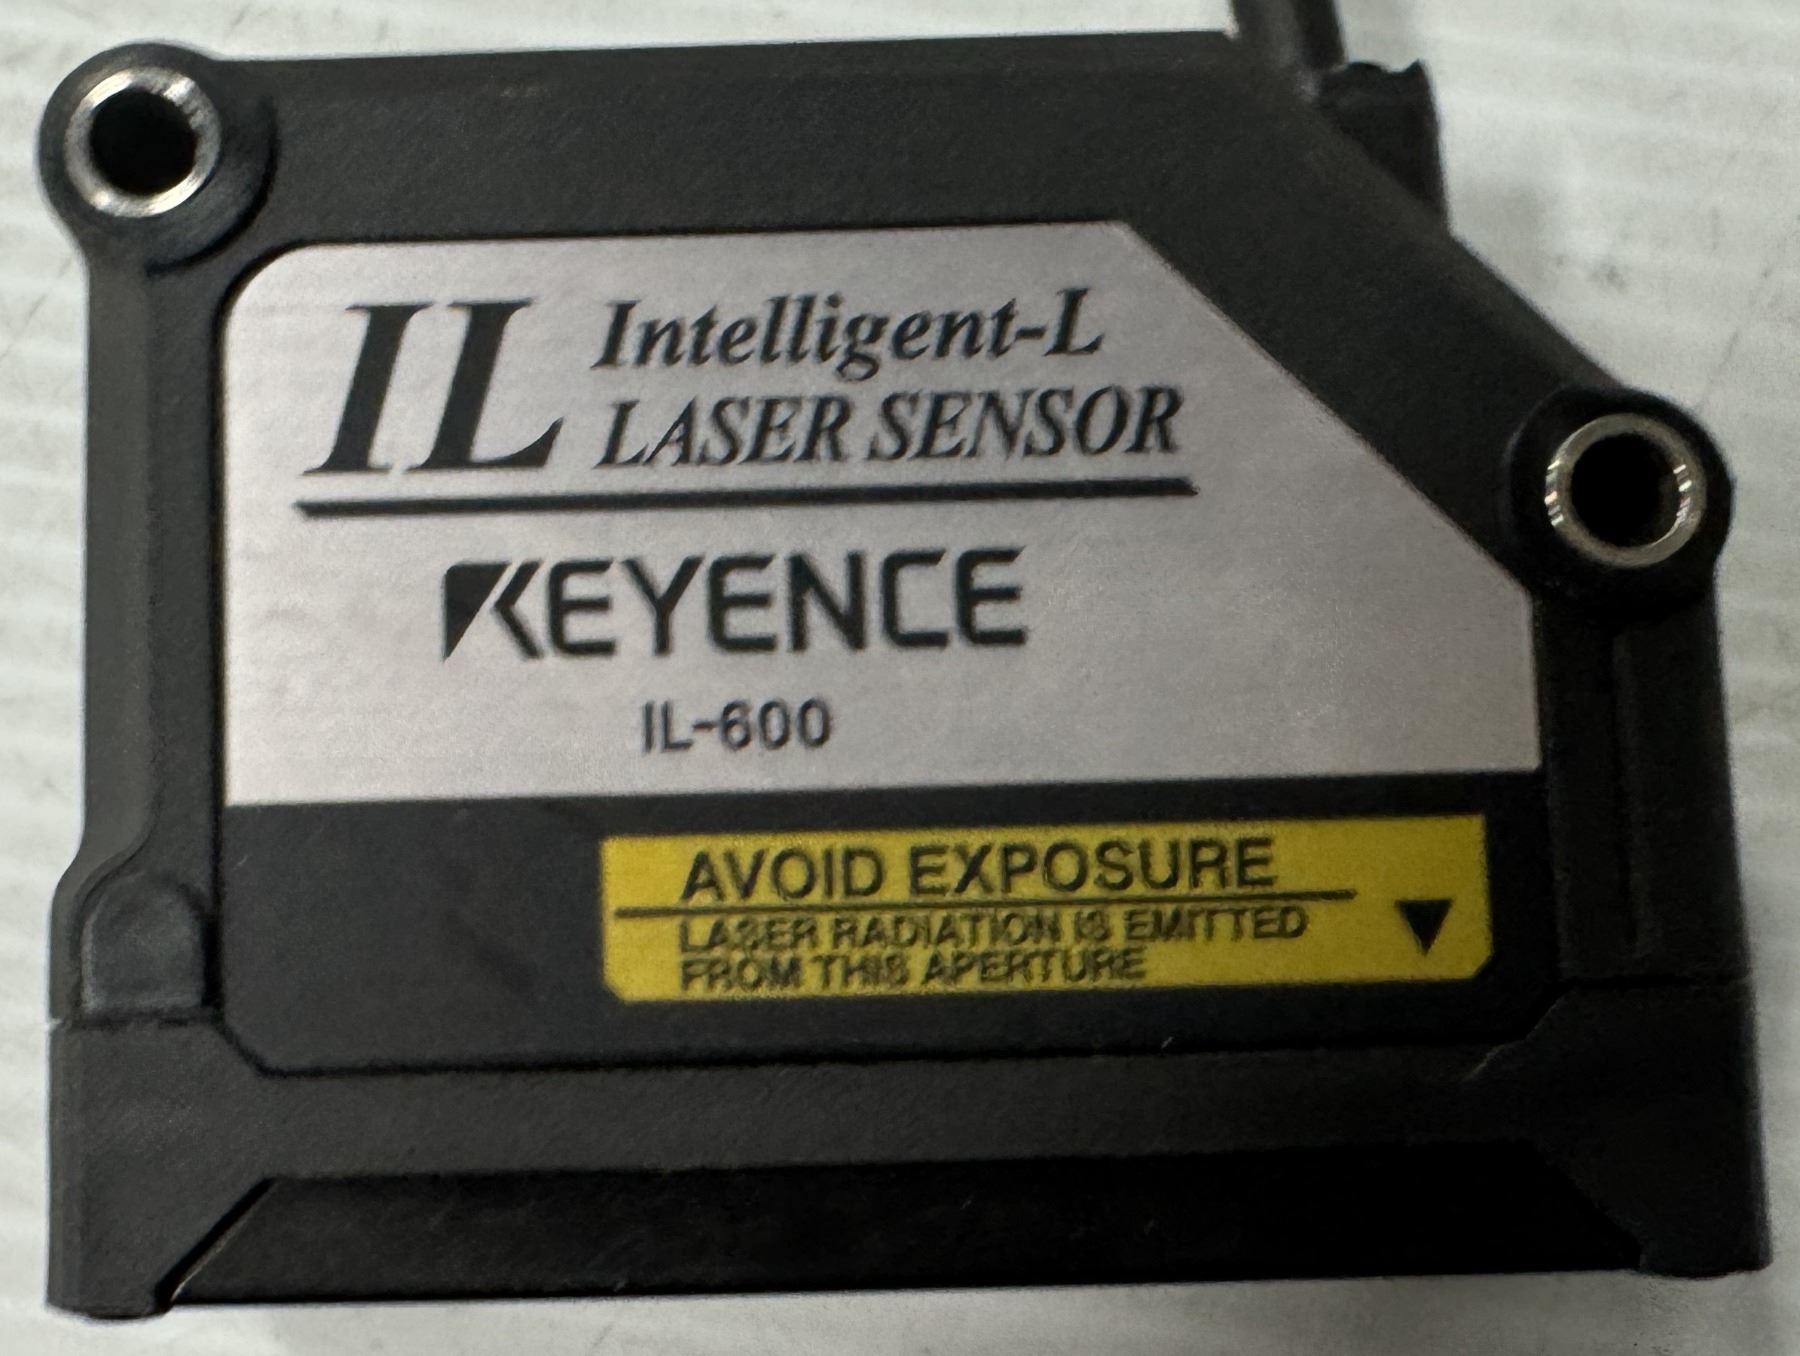 IL Intelligent-L
LASER SENSOR
KEYENCE
IL-600
AVOID EXPOSURE
LASER RADIATION IS EMITTED
FROM THIS APERTURE